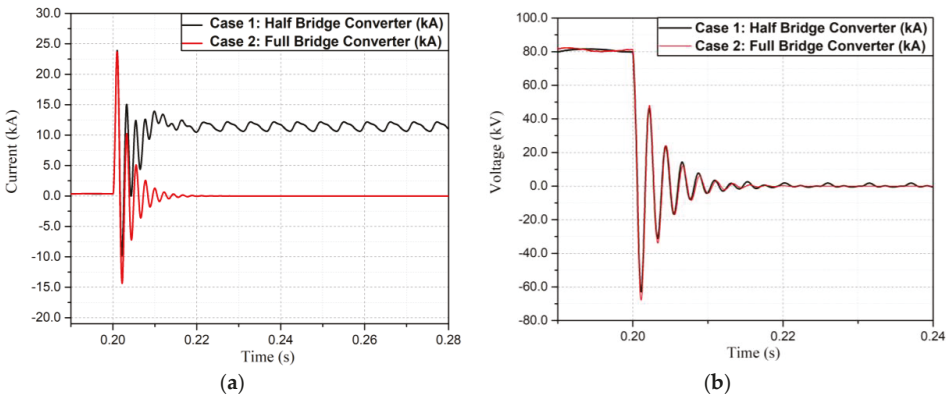 Case 1: Half Bridge Converter (kA)
Case 2: Full Bridge Converter (kA)
30.0
25.0
20.0
15.0
10.0
5.0
0.0
-5.0
-10.0
-15.0
-20.0
Current (kA)
0.20
0.22
0.24
0.26
0.28
Time (s)
(a)
Case 1: Half Bridge Converter (kA)
Case 2: Full Bridge Converter (kA)
100.0
80.0
60.0
40.0
20.0
0.0
-20.0
-40.0
-60.0
-80.0
Voltage (kV)
0.20
0.22
0.24
Time (s)
(b)